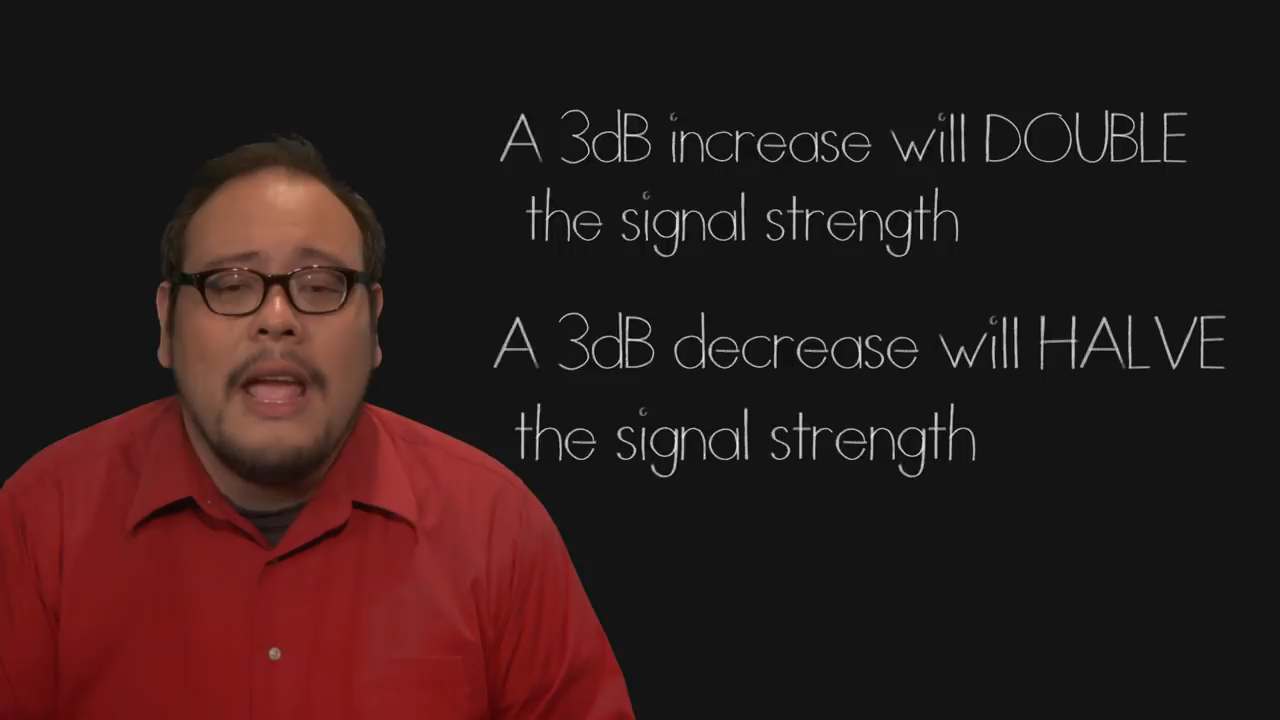 A 3dB increase will DOUBLE
the signal strength
A 3dB decrease will HALVE
the signal strength